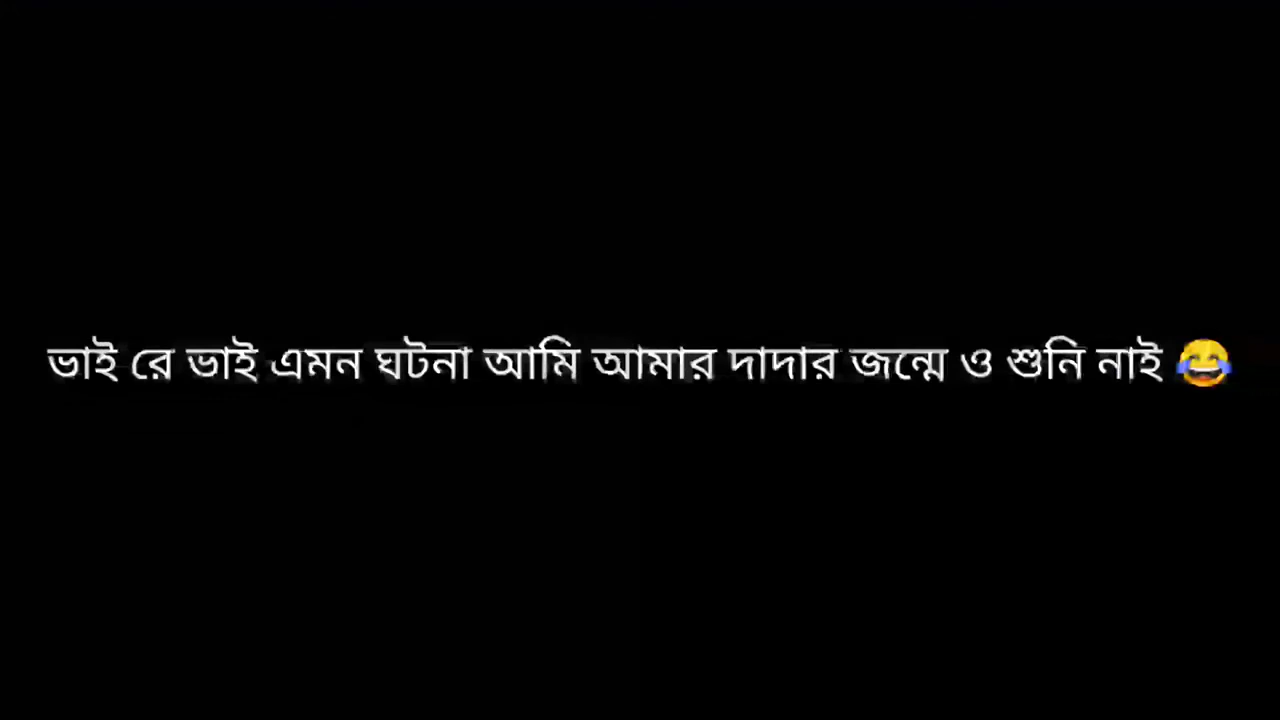 ভাই রে ভাই এমন ঘটনা আমি আমার দাদার জন্মে ও শুনি নাই 😂